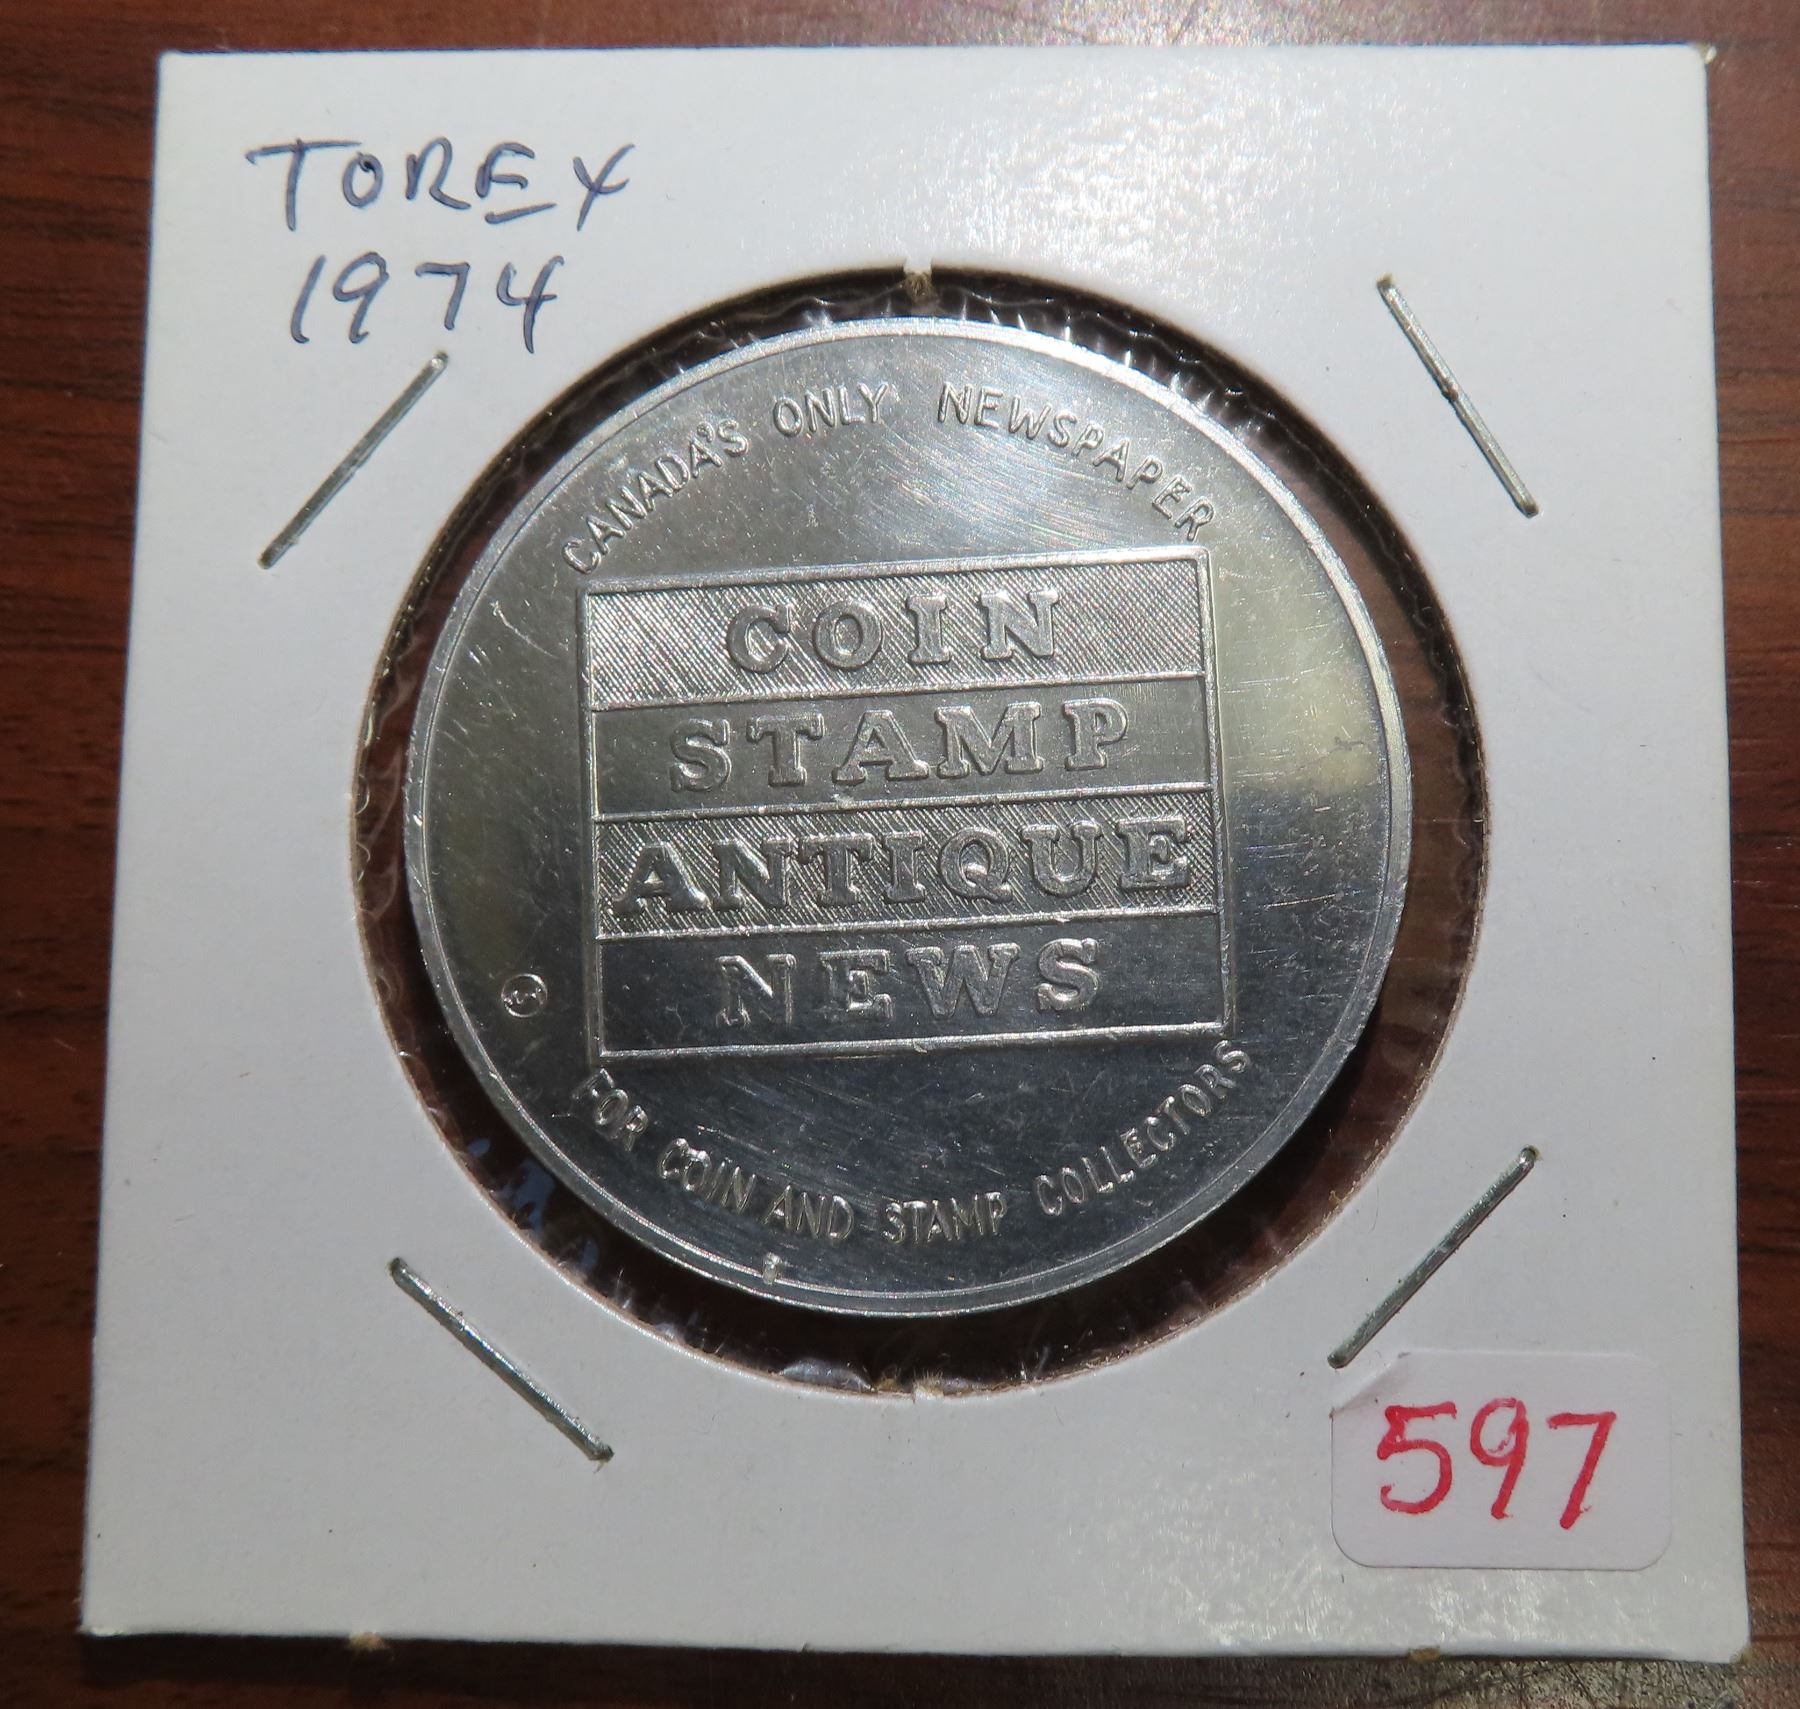 TOREX
1974
CANADA'S ONLY NEWSPAPER
COIN
STAMP
ANTIQUE
NEWS
FOR COIN AND STAMP COLLECTORS
597